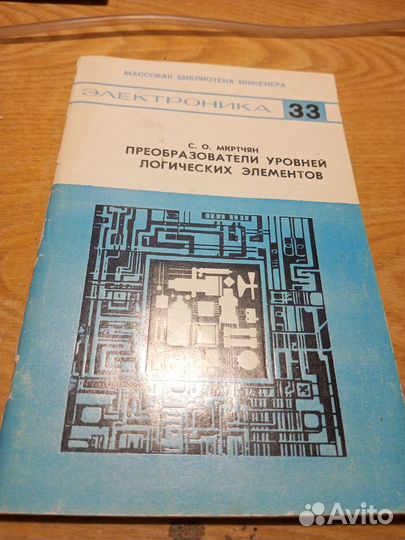 МАССОВАЯ БИБЛИОТЕКА ИНЖЕНЕРА
ЭЛЕКТРОНИКА 33
С. О. МКРТЧЯН
ПРЕОБРАЗОВАТЕЛИ УРОВНЕЙ
ЛОГИЧЕСКИХ ЭЛЕМЕНТОВ
Avito